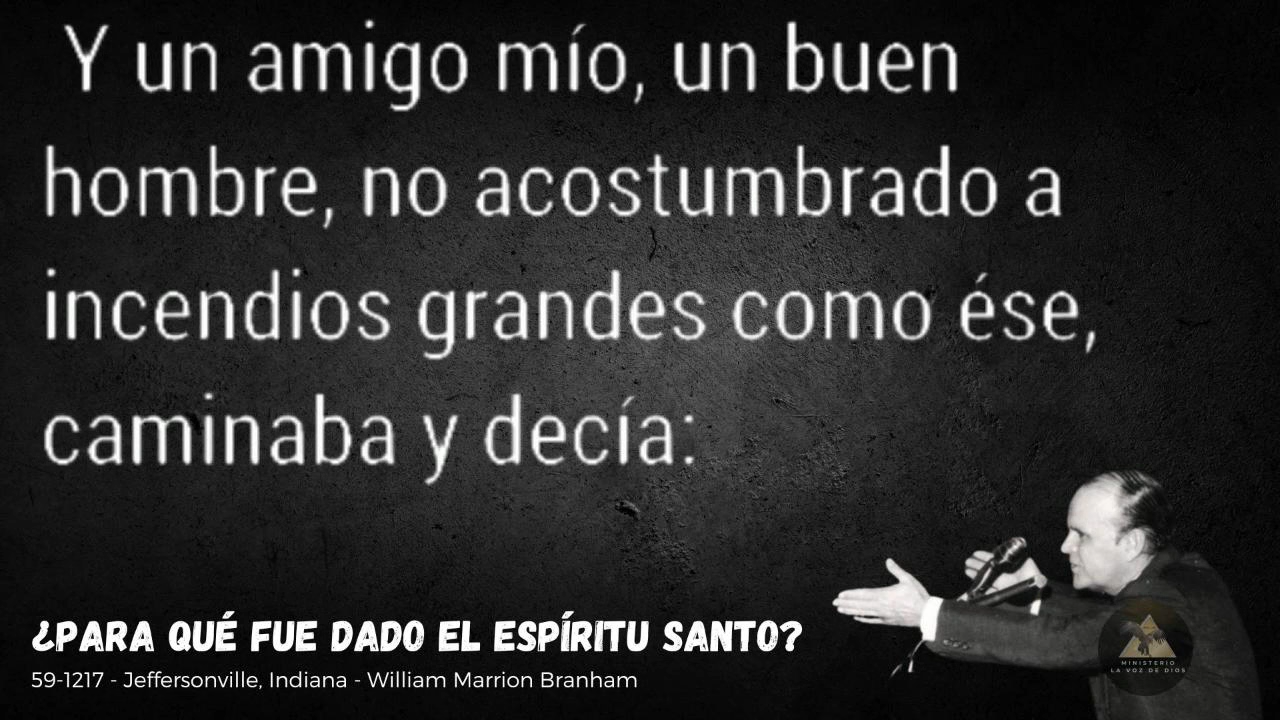 Y un amigo mío, un buen
hombre, no acostumbrado a
incendios grandes como ése,
caminaba y decía:
¿PARA QUÉ FUE DADO EL ESPÍRITU SANTO?
59-1217 - Jeffersonville, Indiana - William Marrion Branham
MINISTERIO
LA VOZ DE DIOS